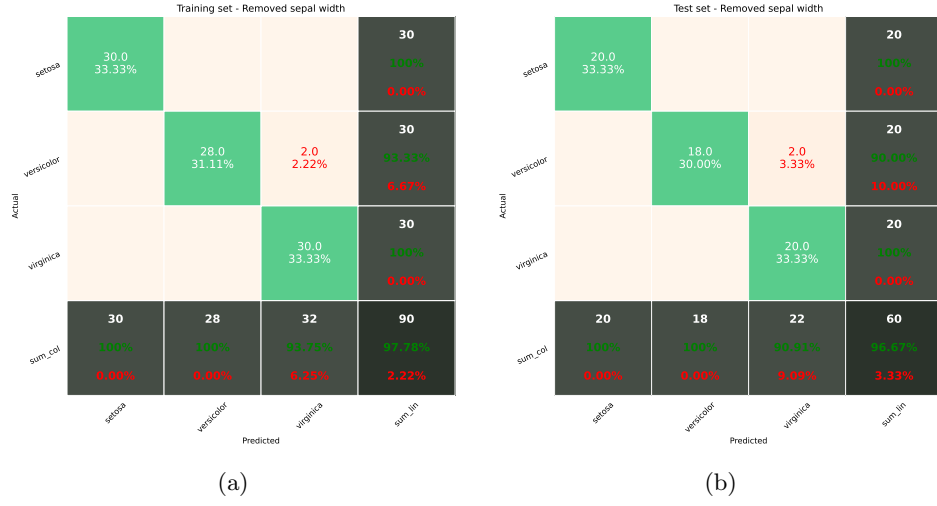 Training set - Removed sepal width
30
30.0
33.33%
100%
setosa
0.00%
30
28.0
31.11%
2.0
2.22%
93.33%
versicolor
6.67%
Actual
30
30.0
33.33%
100%
virginica
0.00%
30
28
32
90
100%
100%
93.75%
97.78%
sum_col
0.00%
0.00%
6.25%
2.22%
setosa
versicolor
virginica
sum_lin
Predicted
(a)
Test set - Removed sepal width
20
20.0
33.33%
100%
setosa
0.00%
20
18.0
30.00%
2.0
3.33%
90.00%
versicolor
10.00%
Actual
20
20.0
33.33%
100%
virginica
0.00%
20
18
22
60
100%
100%
90.91%
96.67%
sum_col
0.00%
0.00%
9.09%
3.33%
setosa
versicolor
virginica
sum_lin
Predicted
(b)